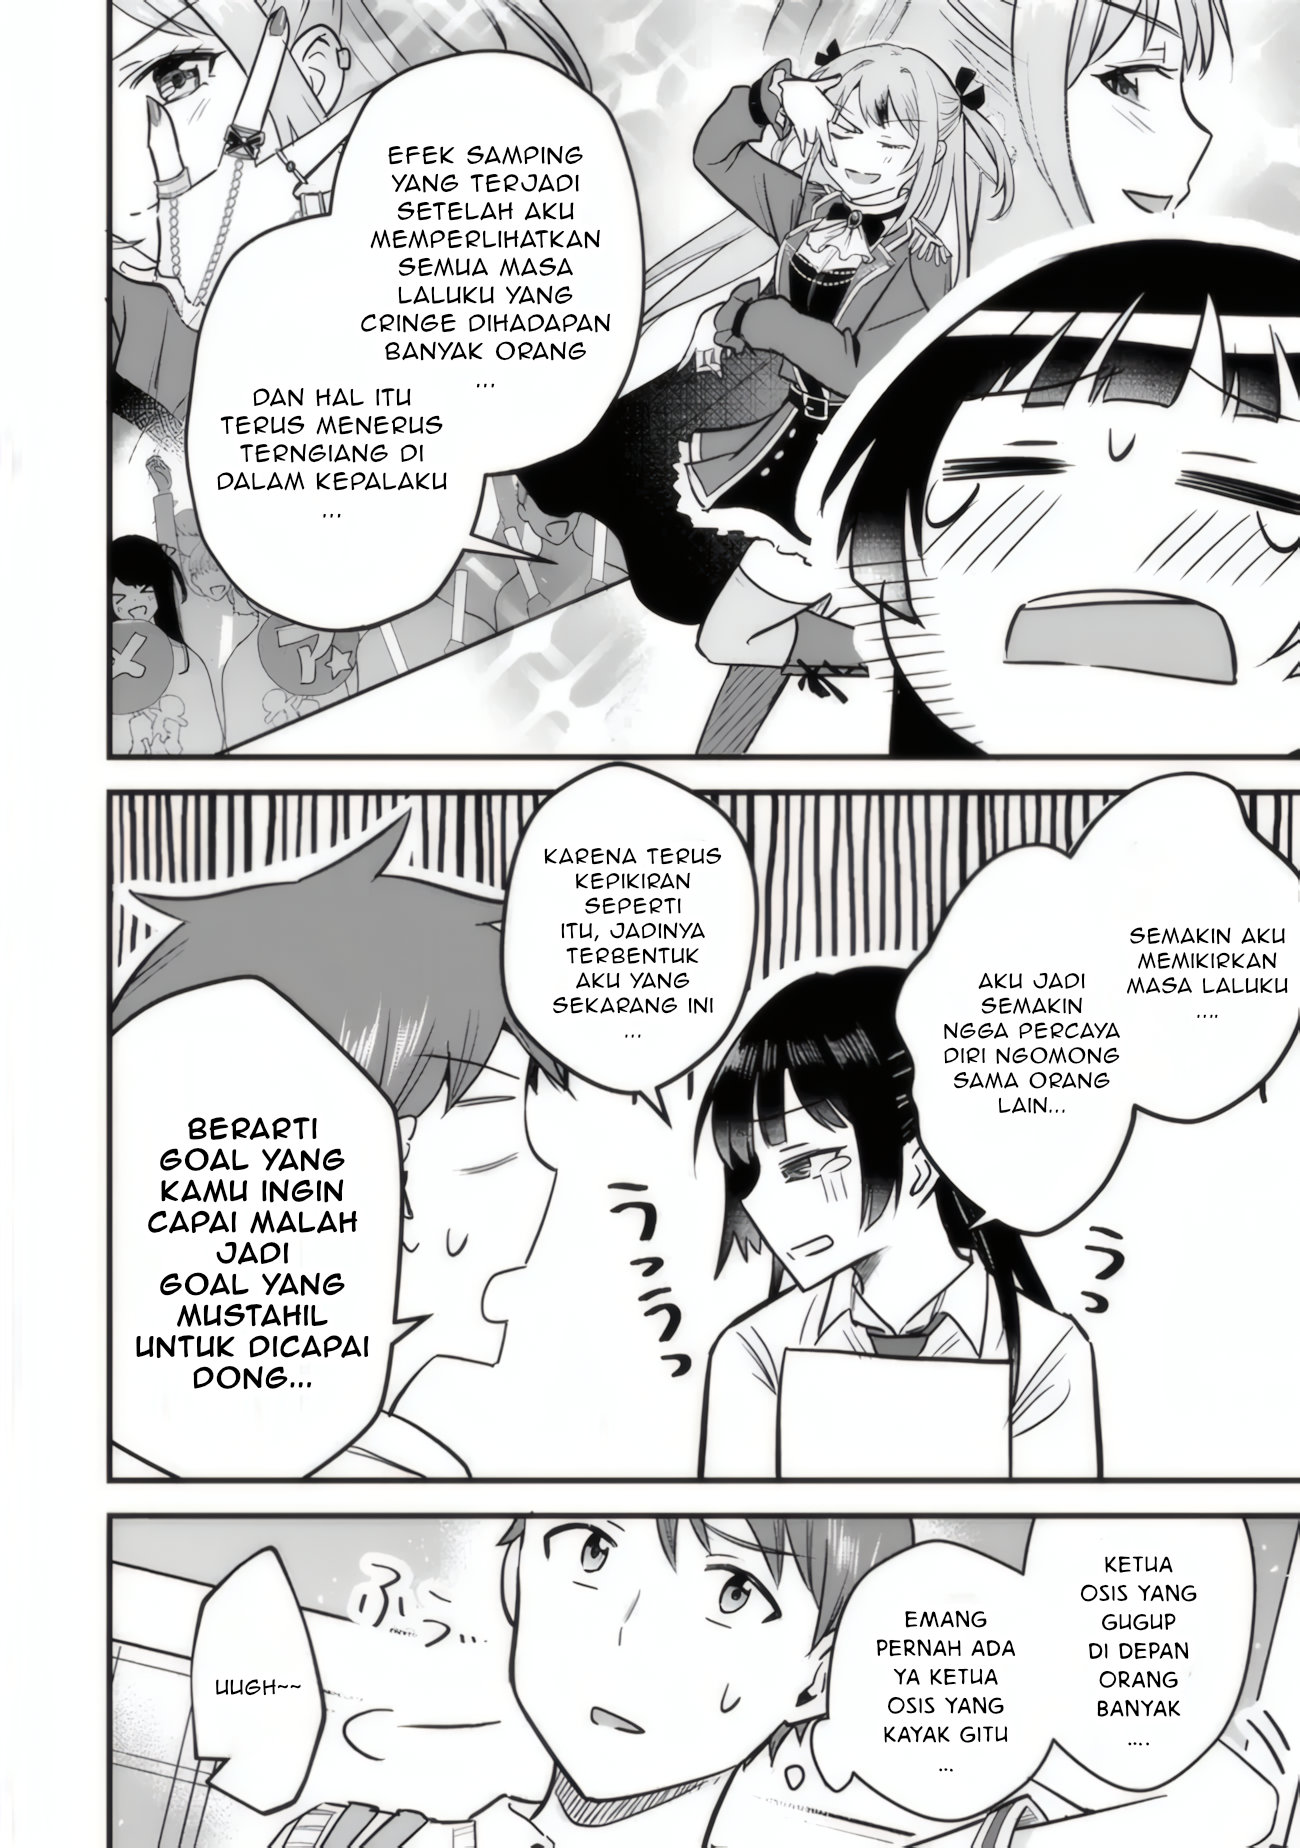 EFEK SAMPING
YANG TERJADI
SETELAH AKU
MEMPERLIHATKAN
SEMUA MASA
LALUKU YANG
CRINGE DIHADAPAN
BANYAK ORANG
...
DAN HAL ITU
TERUS MENERUS
TERNGIANG DI
DALAM KEPALAKU
...
メ
ア☆
SEMAKIN AKU
MEMIKIRKAN
MASA LALUKU
....
AKU JADI
SEMAKIN
NGGA PERCAYA
DIRI NGOMONG
SAMA ORANG
LAIN...
KARENA TERUS
KEPIKIRAN
SEPERTI
ITU, JADINYA
TERBENTUK
AKU YANG
SEKARANG INI
...
うっ
うっうっ
BERARTI
GOAL YANG
KAMU INGIN
CAPAI MALAH
JADI
GOAL YANG
MUSTAHIL
UNTUK DICAPAI
DONG...
KETUA
OSIS YANG
GUGUP
DI DEPAN
ORANG
BANYAK
....
EMANG
PERNAH ADA
YA KETUA
OSIS YANG
KAYAK GITU
...
ふぅ…
UUGH~~